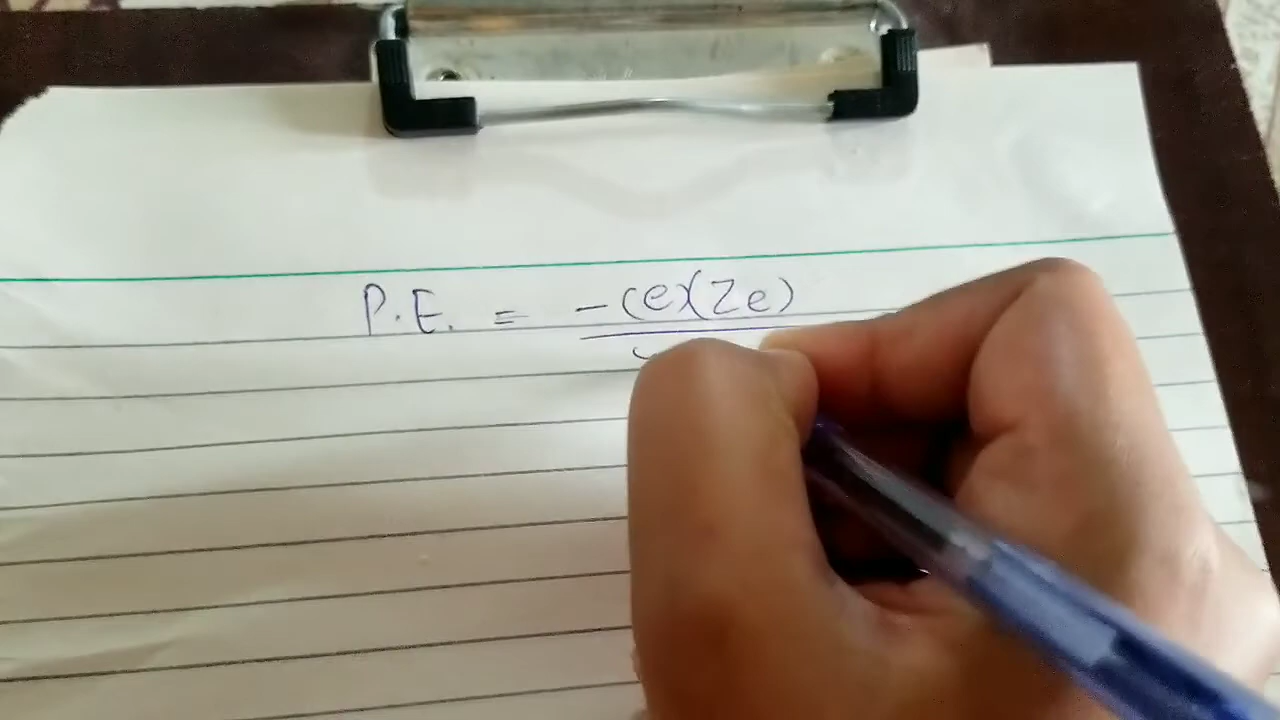 P.E. = -(e)(Ze)